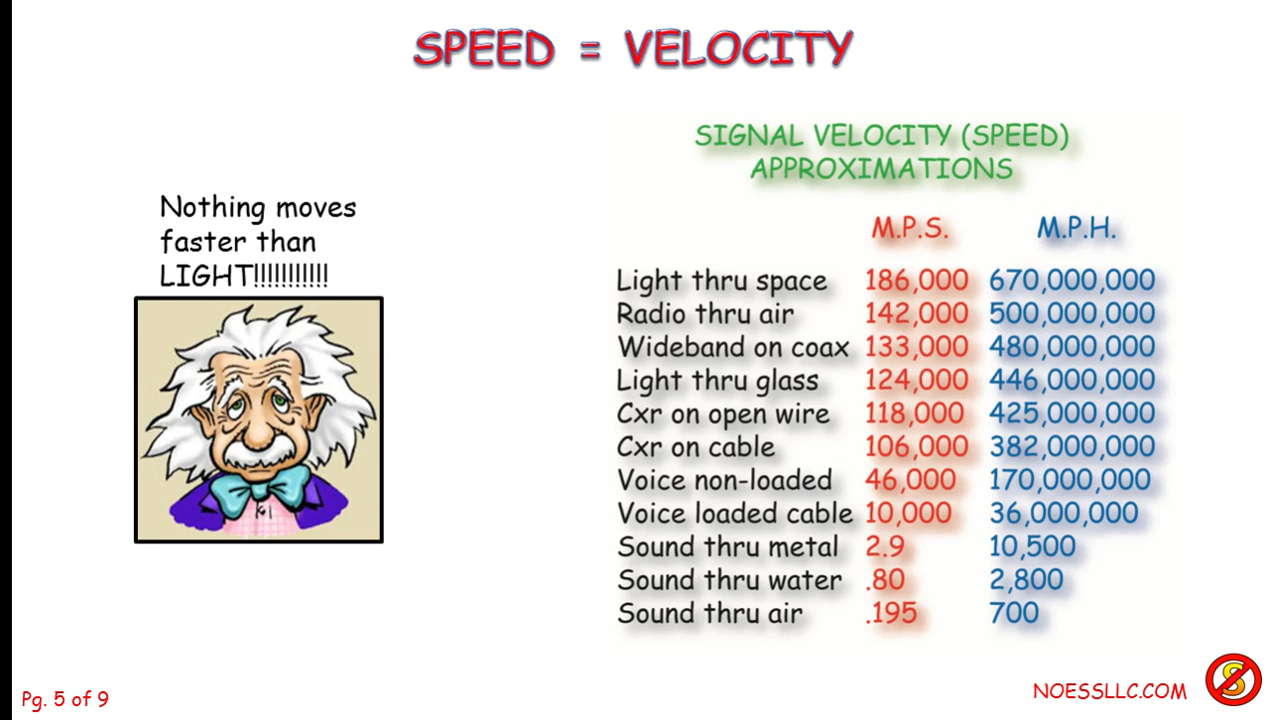 SPEED = VELOCITY
Nothing moves
faster than
LIGHT!!!!!!!!!!!
SIGNAL VELOCITY (SPEED)
APPROXIMATIONS
M.P.S. M.P.H.
Light thru space 186,000 670,000,000
Radio thru air 142,000 500,000,000
Wideband on coax 133,000 480,000,000
Light thru glass 124,000 446,000,000
Cxr on open wire 118,000 425,000,000
Cxr on cable 106,000 382,000,000
Voice non-loaded 46,000 170,000,000
Voice loaded cable 10,000 36,000,000
Sound thru metal 2.9 10,500
Sound thru water .80 2,800
Sound thru air .195 700
Pg. 5 of 9
NOESSLLC.COM
S